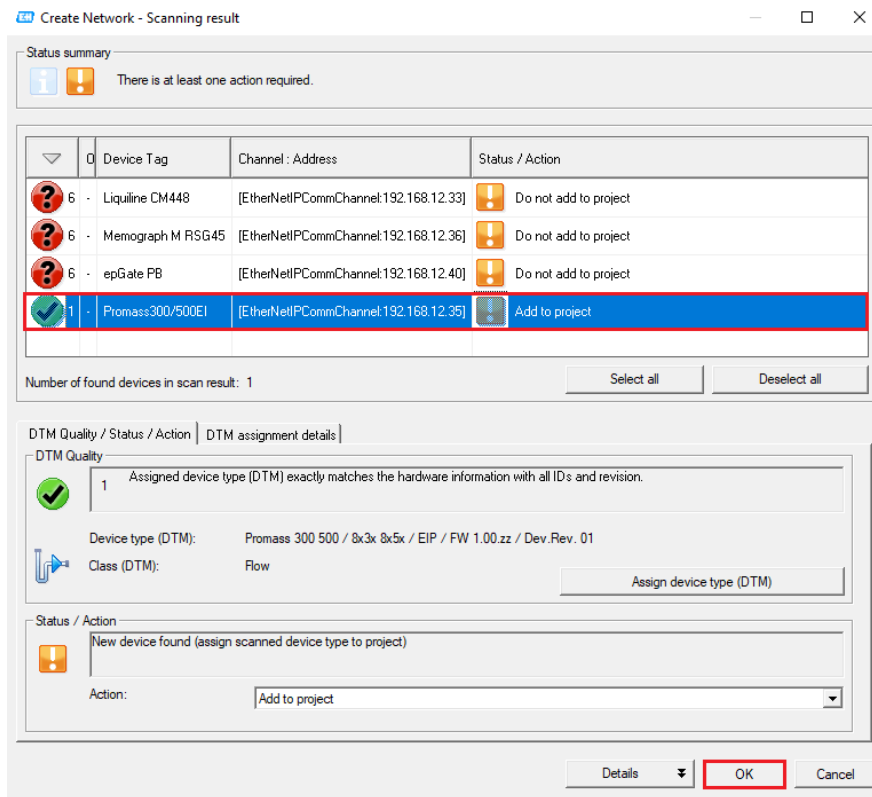 Create Network - Scanning result
Status summary
There is at least one action required.
O Device Tag Channel : Address Status / Action
6 - Liquiline CM448 [EtherNetIPCommChannel:192.168.12.33] Do not add to project
6 - Memograph M RSG45 [EtherNetIPCommChannel:192.168.12.36] Do not add to project
6 - epGate PB [EtherNetIPCommChannel:192.168.12.40] Do not add to project
1 - Promass300/500EI [EtherNetIPCommChannel:192.168.12.35] Add to project
Number of found devices in scan result: 1 Select all Deselect all
DTM Quality / Status / Action DTM assignment details
DTM Quality
1 Assigned device type (DTM) exactly matches the hardware information with all IDs and revision.
Device type (DTM): Promass 300 500 / 8x3x 8x5x / EIP / FW 1.00.zz / Dev.Rev. 01
Class (DTM): Flow
Assign device type (DTM)
Status / Action
New device found (assign scanned device type to project)
Action: Add to project
Details OK Cancel